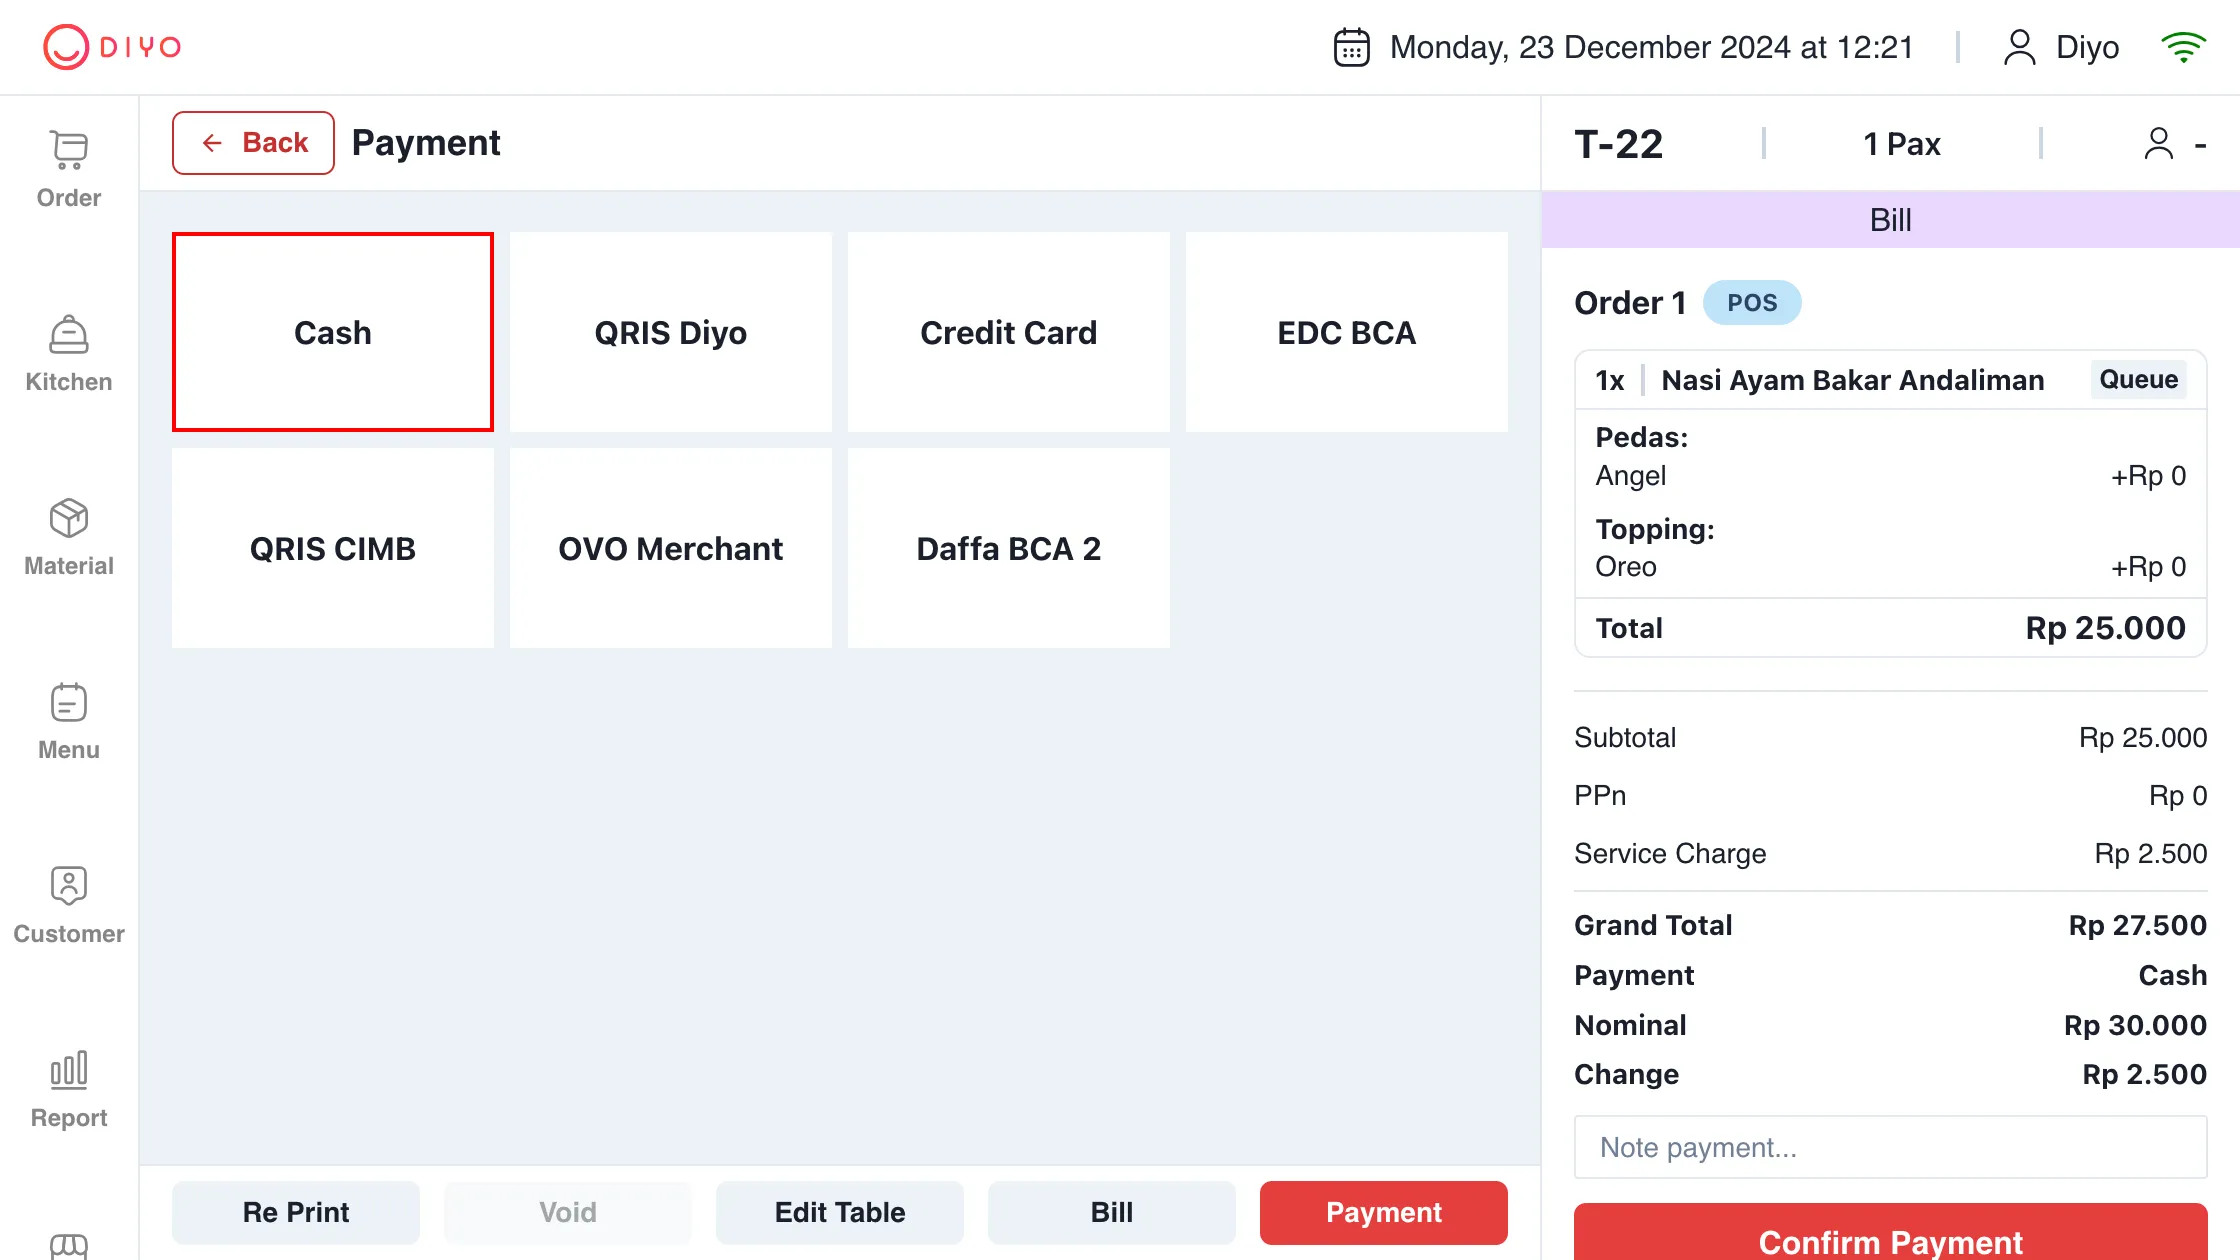 DIYO
Monday, 23 December 2024 at 12:21
Diyo
Order
Kitchen
Material
Menu
Customer
Report
Back
Payment
Cash
QRIS Diyo
Credit Card
EDC BCA
QRIS CIMB
OVO Merchant
Daffa BCA 2
Re Print
Void
Edit Table
Bill
Payment
T-22
1 Pax
-
Bill
Order 1 POS
1x Nasi Ayam Bakar Andaliman Queue
Pedas:
Angel +Rp 0
Topping:
Oreo +Rp 0
Total Rp 25.000
Subtotal Rp 25.000
PPn Rp 0
Service Charge Rp 2.500
Grand Total Rp 27.500
Payment Cash
Nominal Rp 30.000
Change Rp 2.500
Note payment...
Confirm Payment